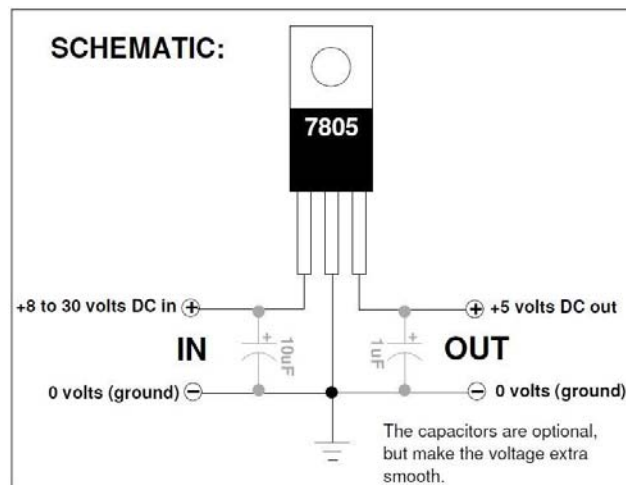 SCHEMATIC:
7805
+8 to 30 volts DC in +
+ +5 volts DC out
IN
+
10uF
+
1uF
OUT
0 volts (ground) −
− 0 volts (ground)
The capacitors are optional,
but make the voltage extra
smooth.